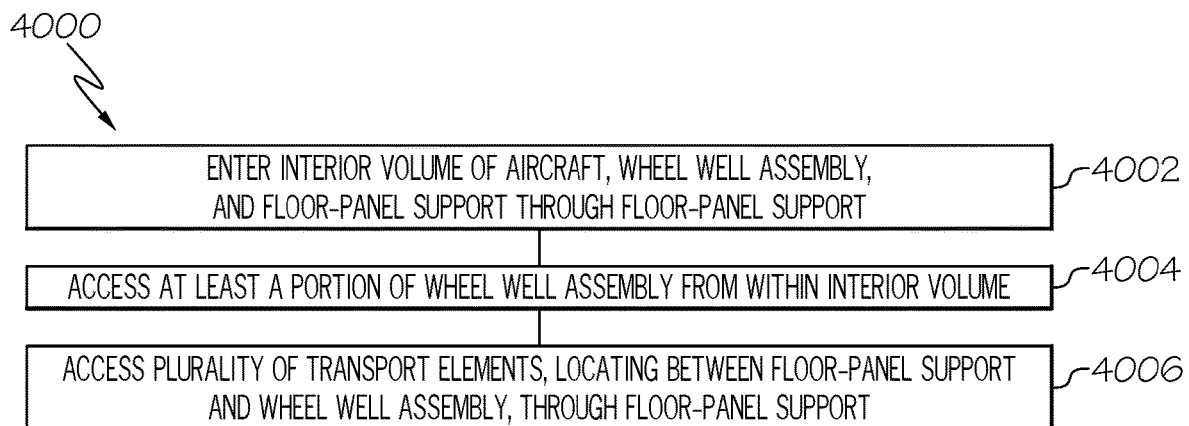 4000
ENTER INTERIOR VOLUME OF AIRCRAFT, WHEEL WELL ASSEMBLY,
AND FLOOR-PANEL SUPPORT THROUGH FLOOR-PANEL SUPPORT
4002
ACCESS AT LEAST A PORTION OF WHEEL WELL ASSEMBLY FROM WITHIN INTERIOR VOLUME
4004
ACCESS PLURALITY OF TRANSPORT ELEMENTS, LOCATING BETWEEN FLOOR-PANEL SUPPORT
AND WHEEL WELL ASSEMBLY, THROUGH FLOOR-PANEL SUPPORT
4006